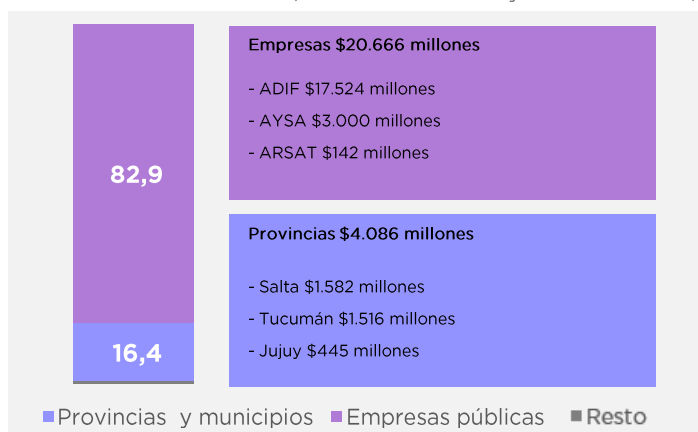 Empresas $20.666 millones
- ADIF $17.524 millones
- AYSA $3.000 millones
- ARSAT $142 millones
82,9
Provincias $4.086 millones
- Salta $1.582 millones
- Tucumán $1.516 millones
- Jujuy $445 millones
16,4
Provincias y municipios Empresas públicas Resto